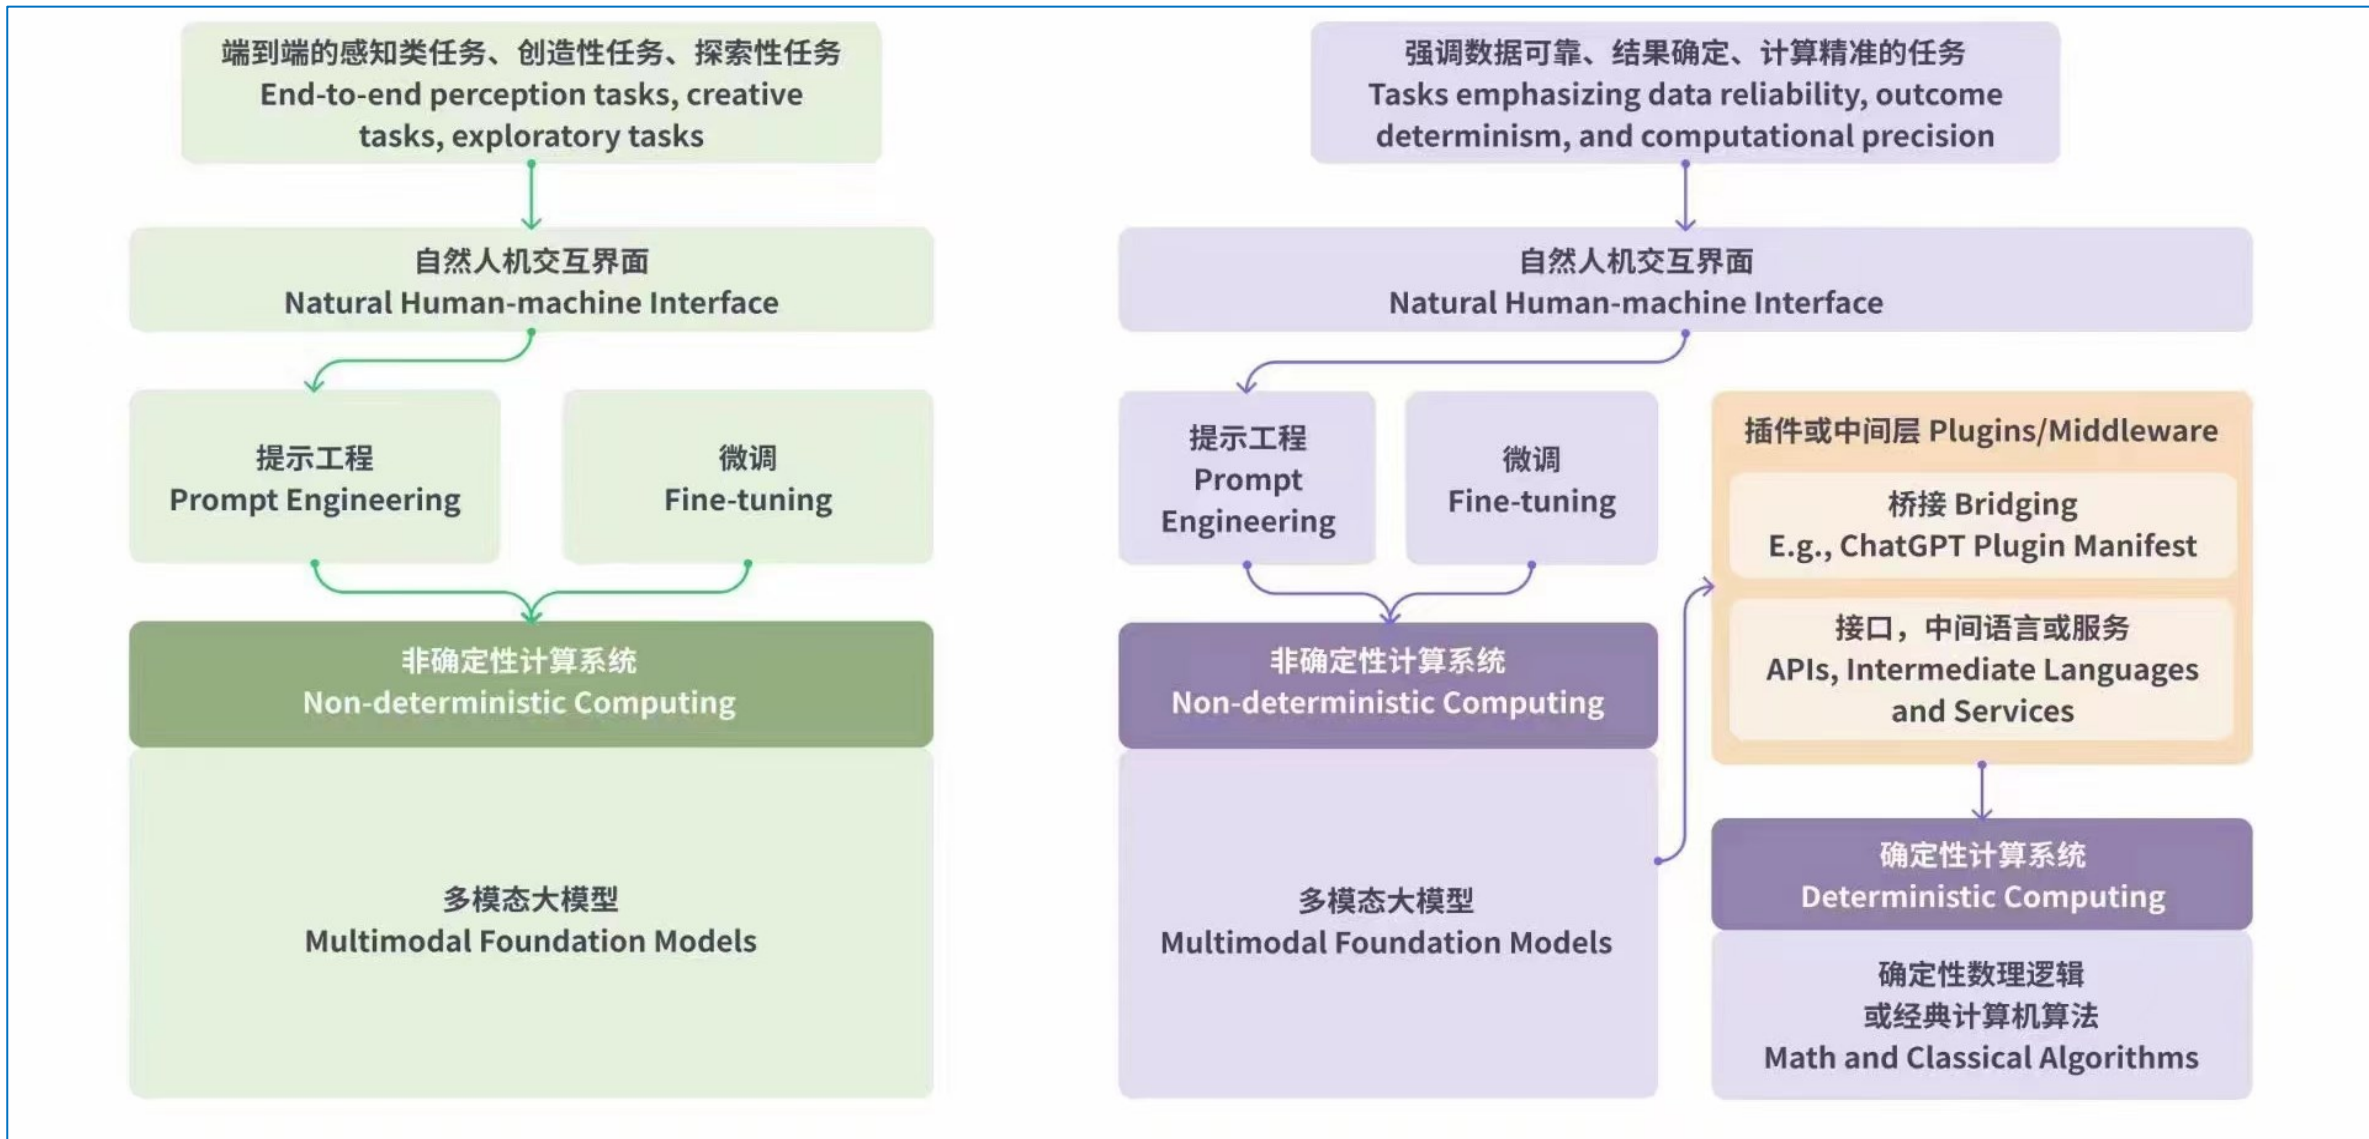 端到端的感知类任务、创造性任务、探索性任务
End-to-end perception tasks, creative
tasks, exploratory tasks
自然人机交互界面
Natural Human-machine Interface
提示工程
Prompt Engineering
微调
Fine-tuning
非确定性计算系统
Non-deterministic Computing
多模态大模型
Multimodal Foundation Models
强调数据可靠、结果确定、计算精准的任务
Tasks emphasizing data reliability, outcome
determinism, and computational precision
自然人机交互界面
Natural Human-machine Interface
提示工程
Prompt
Engineering
微调
Fine-tuning
非确定性计算系统
Non-deterministic Computing
多模态大模型
Multimodal Foundation Models
插件或中间层 Plugins/Middleware
桥接 Bridging
E.g., ChatGPT Plugin Manifest
接口，中间语言或服务
APIs, Intermediate Languages
and Services
确定性计算系统
Deterministic Computing
确定性数理逻辑
或经典计算机算法
Math and Classical Algorithms